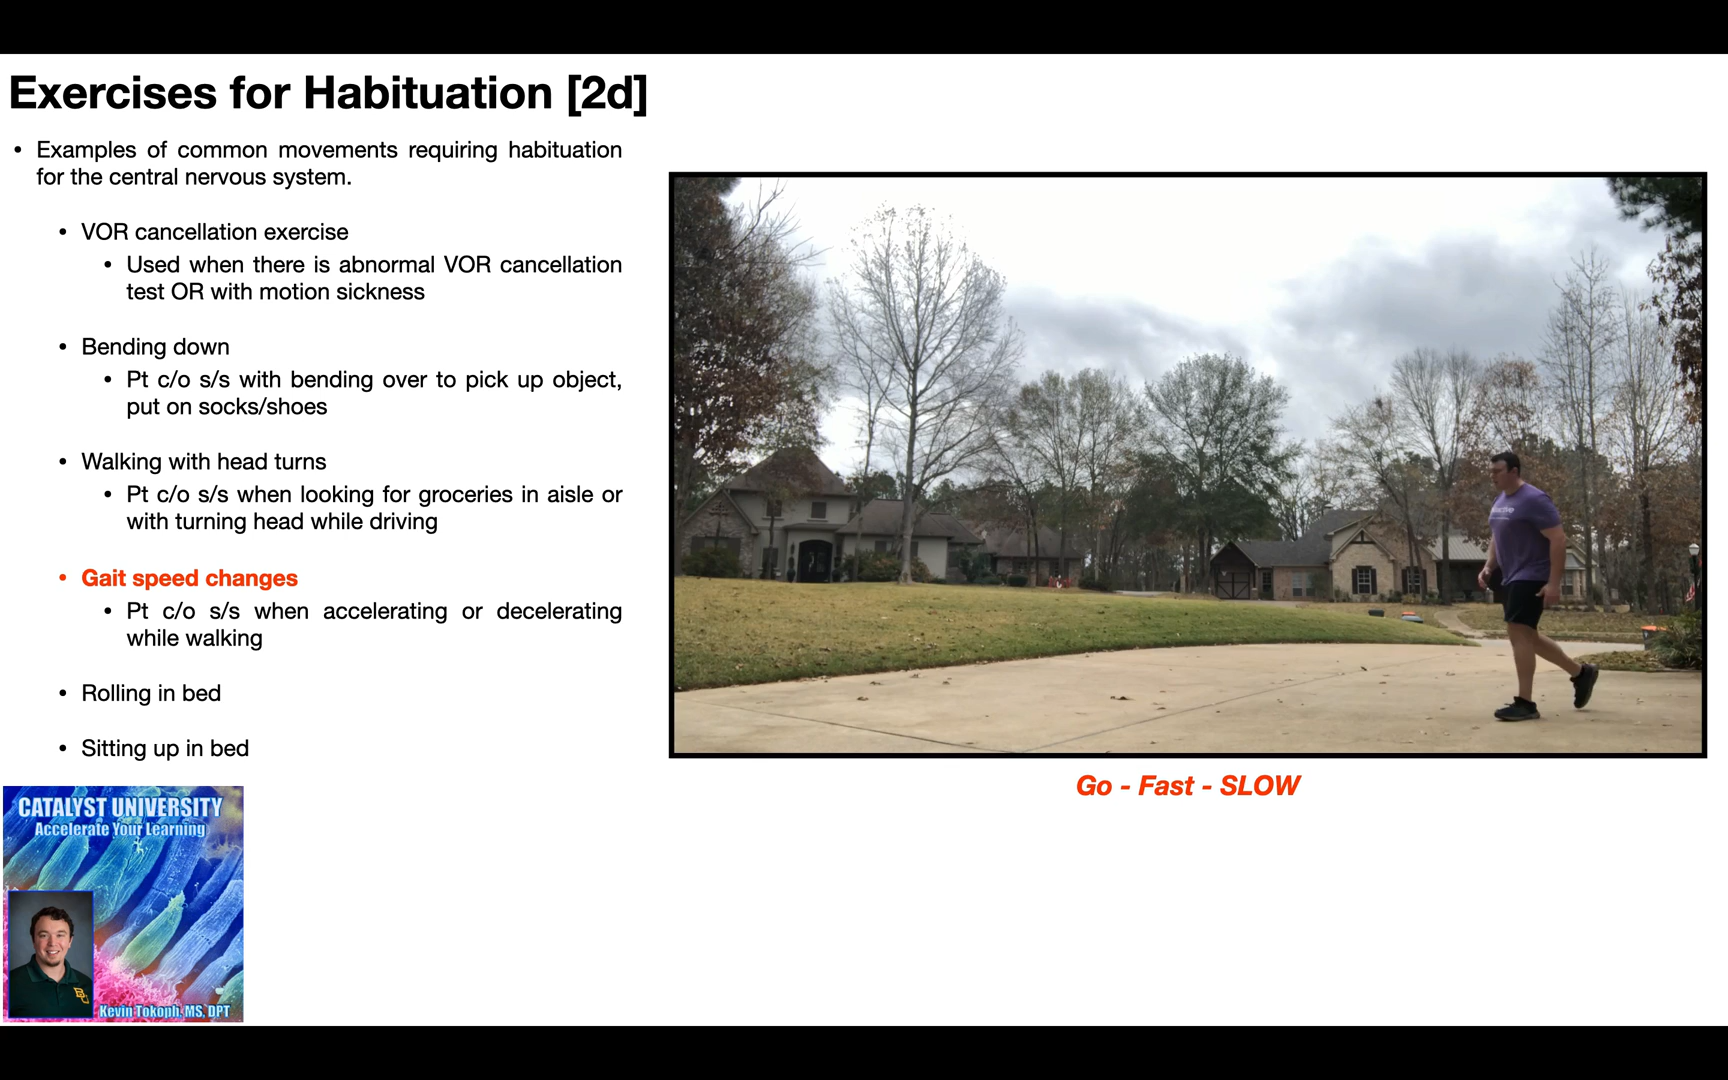 Exercises for Habituation [2d]
• Examples of common movements requiring habituation
for the central nervous system.
• VOR cancellation exercise
• Used when there is abnormal VOR cancellation
test OR with motion sickness
• Bending down
• Pt c/o s/s with bending over to pick up object,
put on socks/shoes
• Walking with head turns
• Pt c/o s/s when looking for groceries in aisle or
with turning head while driving
• Gait speed changes
• Pt c/o s/s when accelerating or decelerating
while walking
• Rolling in bed
• Sitting up in bed
Go - Fast - SLOW
CATALYST UNIVERSITY
Accelerate Your Learning
Kevin Tokoph, MS, DPT